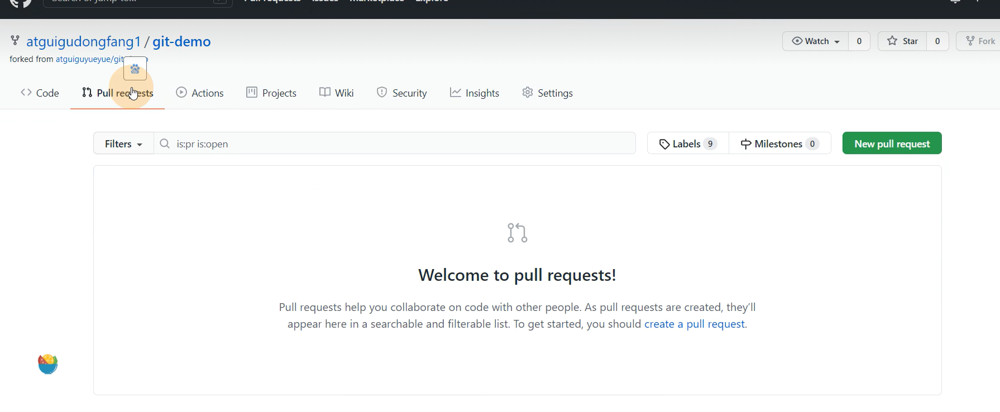 atguigudongfang1 / git-demo
Watch 0 Star 0 Fork
forked from atguiguyueyue/git
Code Pull requests Actions Projects Wiki Security Insights Settings
Filters is:pr is:open Labels 9 Milestones 0 New pull request
Welcome to pull requests!
Pull requests help you collaborate on code with other people. As pull requests are created, they'll
appear here in a searchable and filterable list. To get started, you should create a pull request.